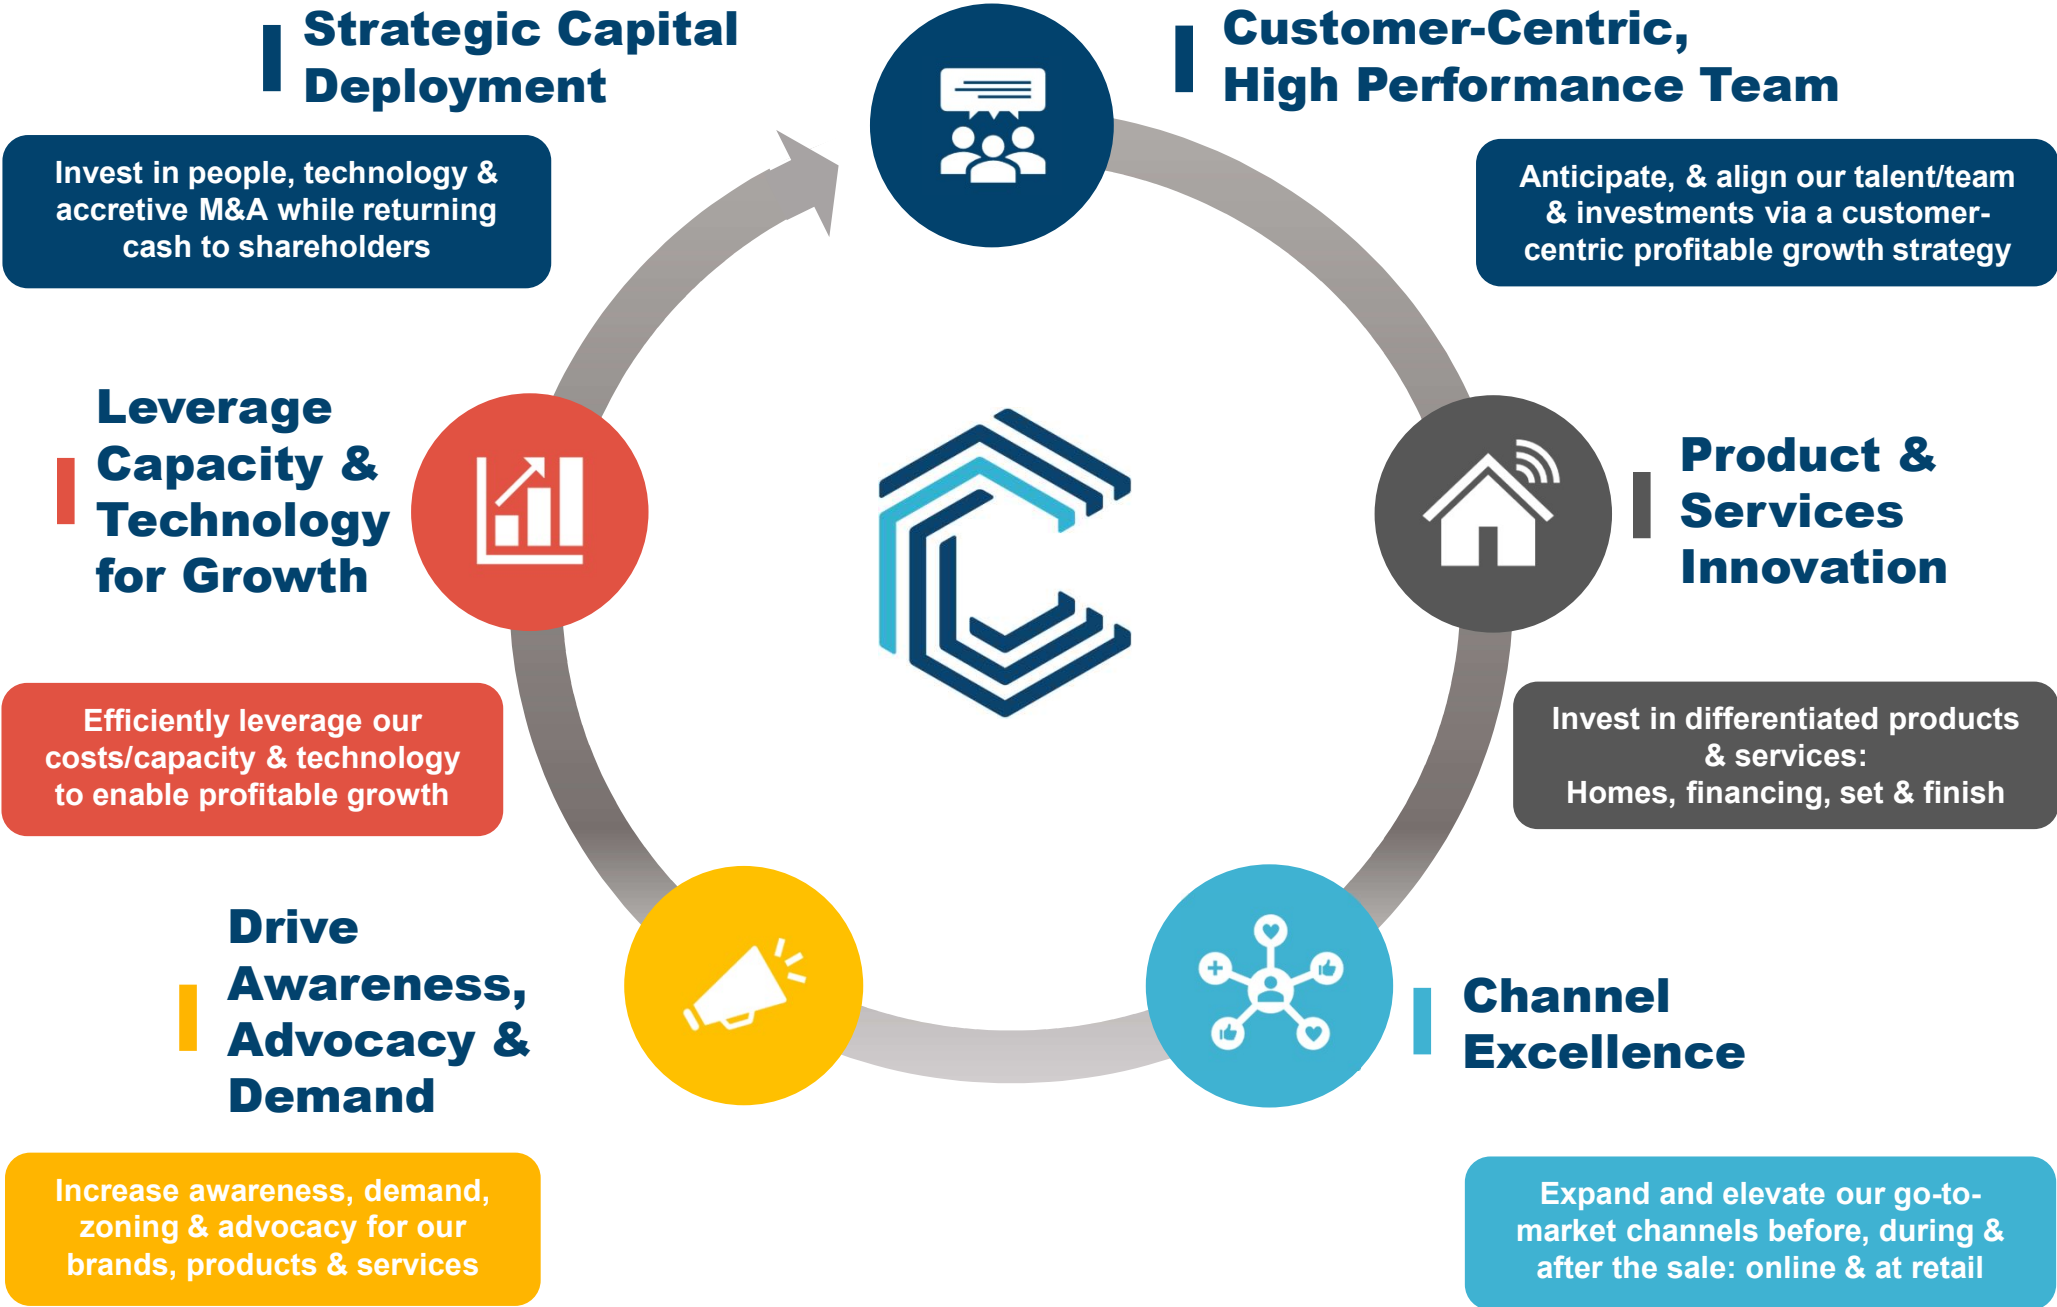 Strategic Capital
Deployment
Invest in people, technology &
accretive M&A while returning
cash to shareholders
Customer-Centric,
High Performance Team
Anticipate, & align our talent/team
& investments via a customer-
centric profitable growth strategy
Leverage
Capacity &
Technology
for Growth
Efficiently leverage our
costs/capacity & technology
to enable profitable growth
Product &
Services
Innovation
Invest in differentiated products
& services:
Homes, financing, set & finish
Drive
Awareness,
Advocacy &
Demand
Increase awareness, demand,
zoning & advocacy for our
brands, products & services
Channel
Excellence
Expand and elevate our go-to-
market channels before, during &
after the sale: online & at retail